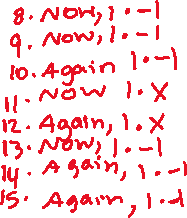 8. Now, 1.-1
9. Now, 1.-1
10. Again 1.-1
11. Now 1.X
12. Again, 1.X
13. Now, 1.-1
14. Again, 1.-1
15. Again, 1.-1